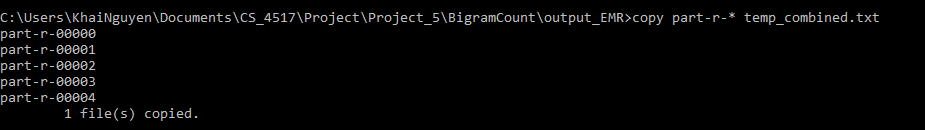 C:\Users\KhaiNguyen\Documents\CS_4517\Project\Project_5\BigramCount\output_EMR>copy part-r-* temp_combined.txt
part-r-00000
part-r-00001
part-r-00002
part-r-00003
part-r-00004
        1 file(s) copied.